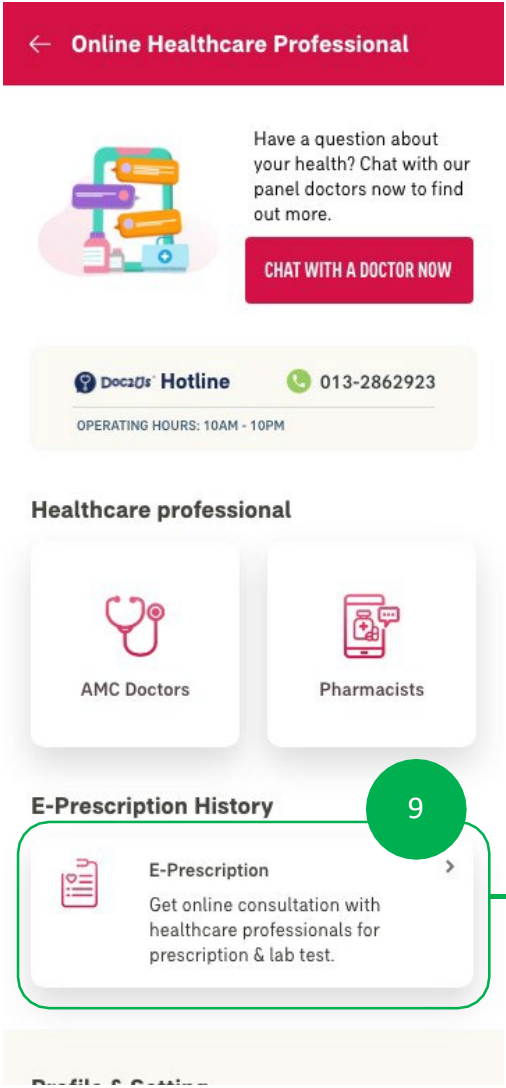 Online Healthcare Professional
Have a question about
your health? Chat with our
panel doctors now to find
out more.
CHAT WITH A DOCTOR NOW
Doc2Us Hotline 013-2862923
OPERATING HOURS: 10AM - 10PM
Healthcare professional
AMC Doctors Pharmacists
E-Prescription History 9
E-Prescription
Get online consultation with
healthcare professionals for
prescription & lab test.
Profile & Setting